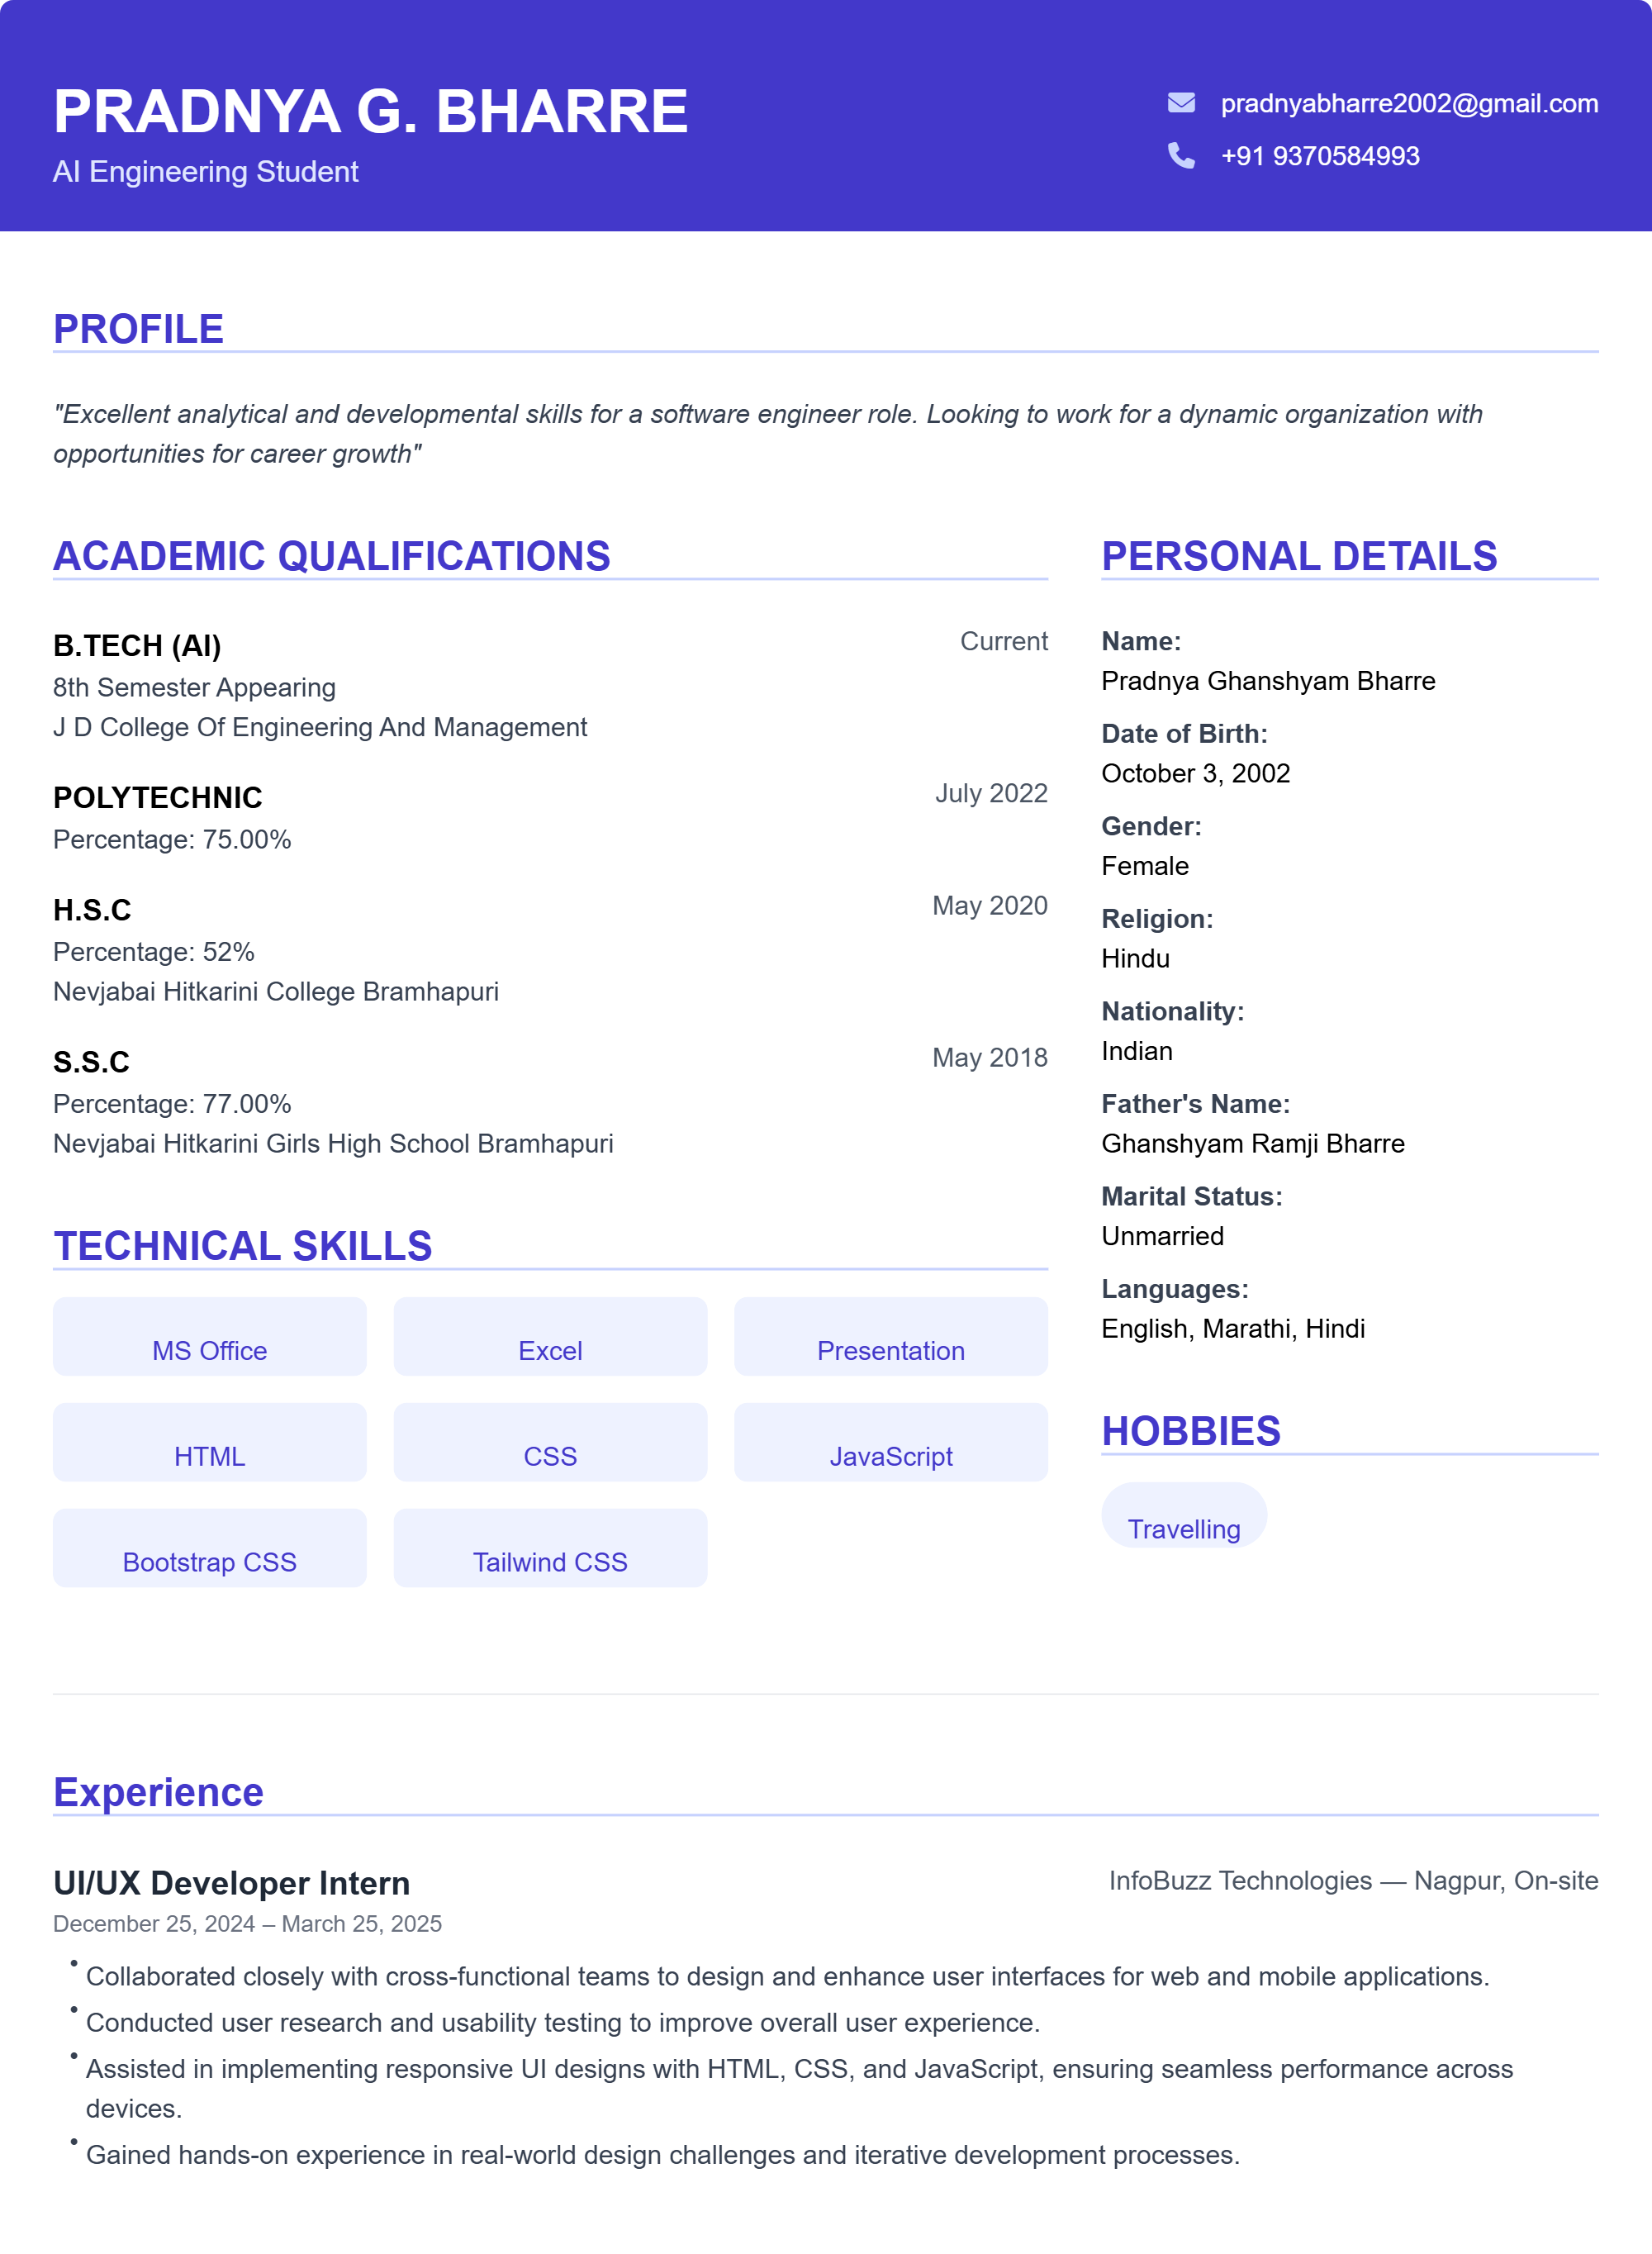 PRADNYA G. BHARRE
AI Engineering Student
pradnyabharre2002@gmail.com
+91 9370584993
PROFILE
"Excellent analytical and developmental skills for a software engineer role. Looking to work for a dynamic organization with
opportunities for career growth"
ACADEMIC QUALIFICATIONS
B.TECH (AI)
Current
8th Semester Appearing
J D College Of Engineering And Management
POLYTECHNIC
July 2022
Percentage: 75.00%
H.S.C
May 2020
Percentage: 52%
Nevjabai Hitkarini College Bramhapuri
S.S.C
May 2018
Percentage: 77.00%
Nevjabai Hitkarini Girls High School Bramhapuri
TECHNICAL SKILLS
MS Office
Excel
Presentation
HTML
CSS
JavaScript
Bootstrap CSS
Tailwind CSS
PERSONAL DETAILS
Name:
Pradnya Ghanshyam Bharre
Date of Birth:
October 3, 2002
Gender:
Female
Religion:
Hindu
Nationality:
Indian
Father's Name:
Ghanshyam Ramji Bharre
Marital Status:
Unmarried
Languages:
English, Marathi, Hindi
HOBBIES
Travelling
Experience
UI/UX Developer Intern
InfoBuzz Technologies — Nagpur, On-site
December 25, 2024 – March 25, 2025
• Collaborated closely with cross-functional teams to design and enhance user interfaces for web and mobile applications.
• Conducted user research and usability testing to improve overall user experience.
• Assisted in implementing responsive UI designs with HTML, CSS, and JavaScript, ensuring seamless performance across
devices.
• Gained hands-on experience in real-world design challenges and iterative development processes.